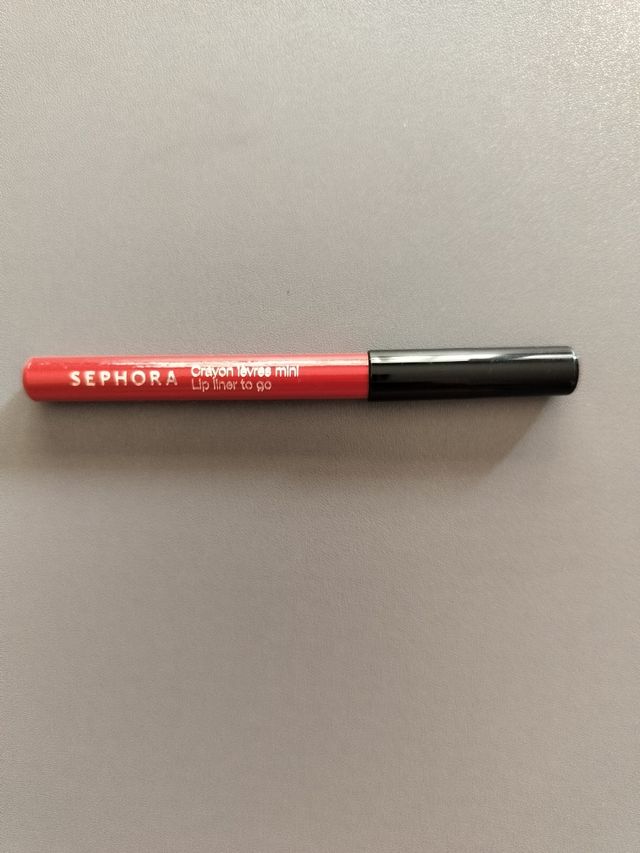 SEPHORA
Crayon lèvres mini
Lip liner to go